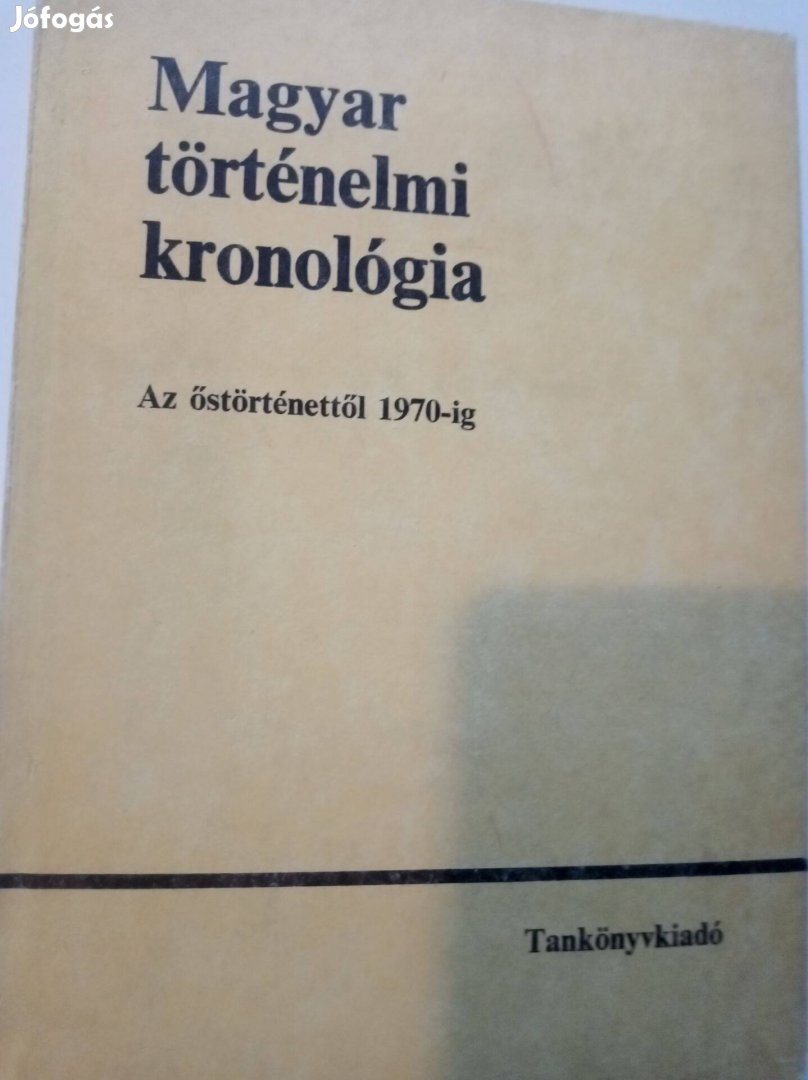 Jófogás
Magyar
történelmi
kronológia
Az őstörténettől 1970-ig
Tankönyvkiadó